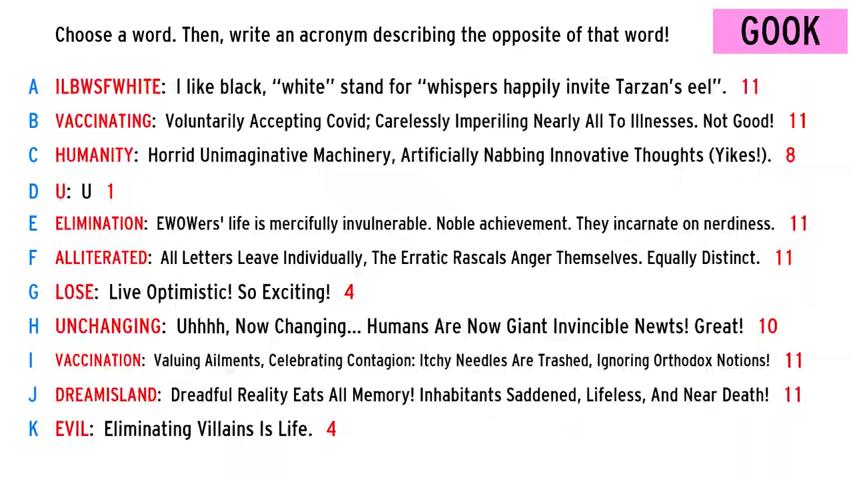 Choose a word. Then, write an acronym describing the opposite of that word!
GOOK
A ILBWSFWHITE: I like black, “white” stand for “whispers happily invite Tarzan’s eel”. 11
B VACCINATING: Voluntarily Accepting Covid; Carelessly Imperiling Nearly All To Illnesses. Not Good! 11
C HUMANITY: Horrid Unimaginative Machinery, Artificially Nabbing Innovative Thoughts (Yikes!). 8
D U: U 1
E ELIMINATION: EWOWers' life is mercifully invulnerable. Noble achievement. They incarnate on nerdiness. 11
F ALLITERATED: All Letters Leave Individually, The Erratic Rascals Anger Themselves. Equally Distinct. 11
G LOSE: Live Optimistic! So Exciting! 4
H UNCHANGING: Uhhhh, Now Changing... Humans Are Now Giant Invincible Newts! Great! 10
I VACCINATION: Valuing Ailments, Celebrating Contagion: Itchy Needles Are Trashed, Ignoring Orthodox Notions! 11
J DREAMISLAND: Dreadful Reality Eats All Memory! Inhabitants Saddened, Lifeless, And Near Death! 11
K EVIL: Eliminating Villains Is Life. 4